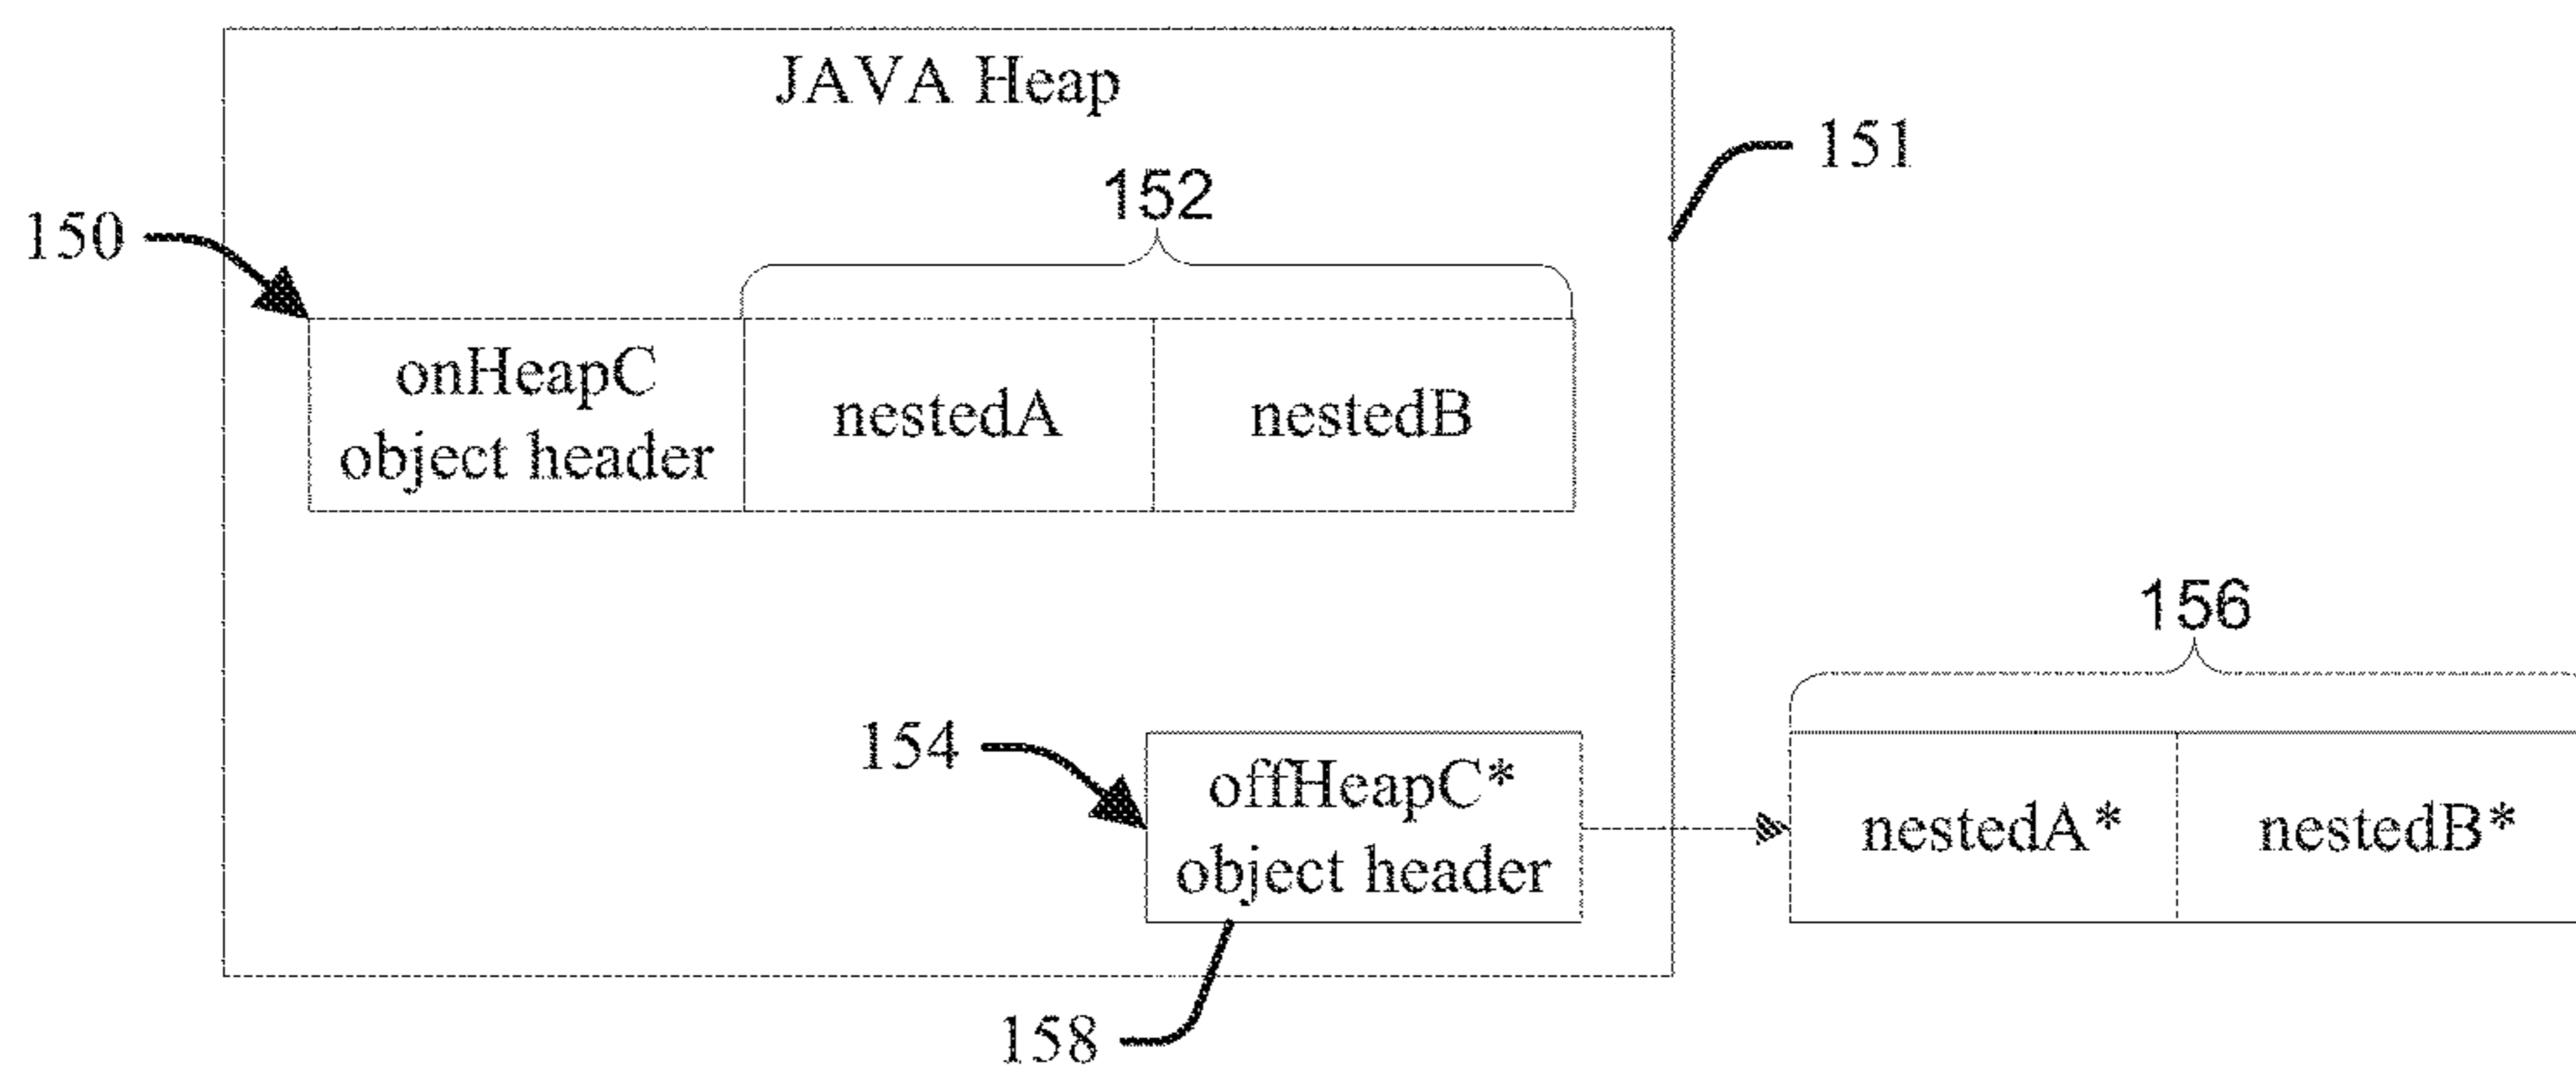 JAVA Heap
151
152
150
onHeapC
object header
nestedA
nestedB
156
154
offHeapC*
object header
nestedA*
nestedB*
158